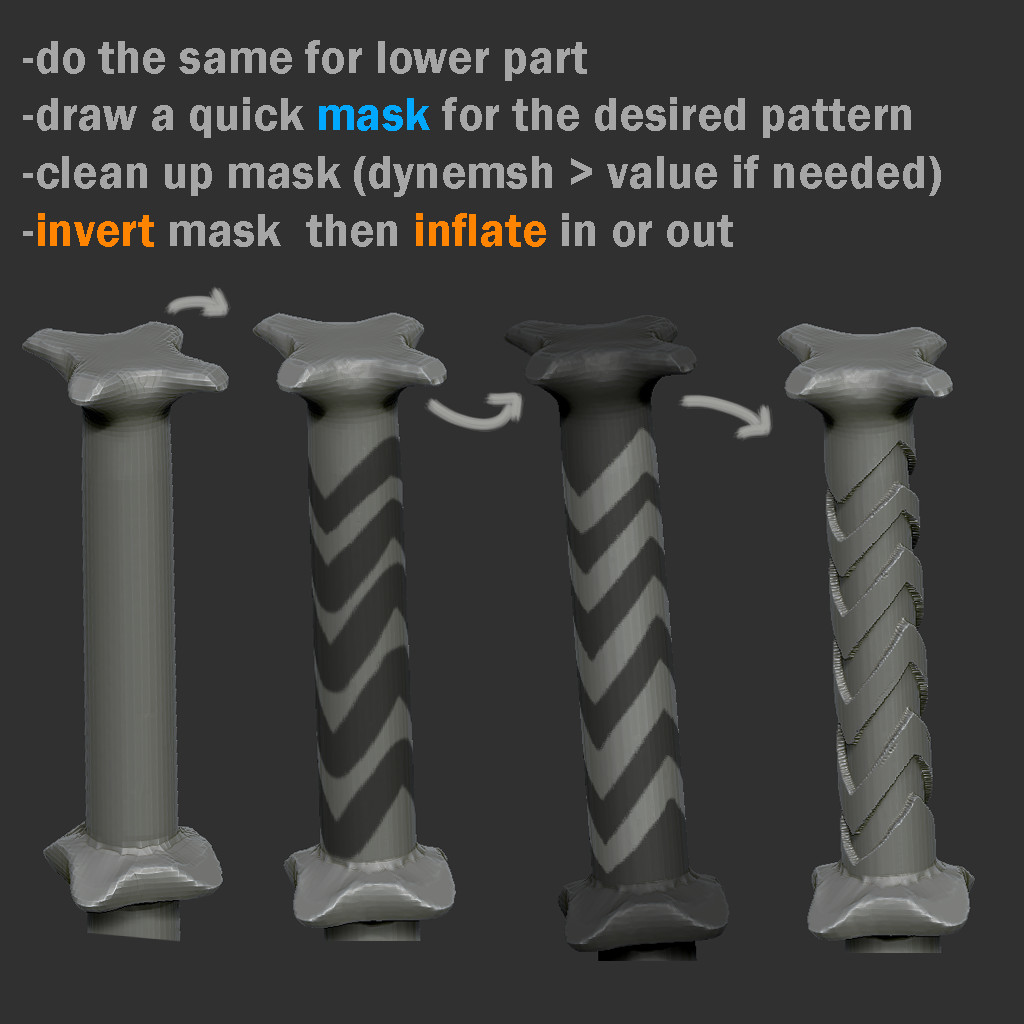 -do the same for lower part
-draw a quick mask for the desired pattern
-clean up mask (dynemsh > value if needed)
-invert mask  then inflate in or out